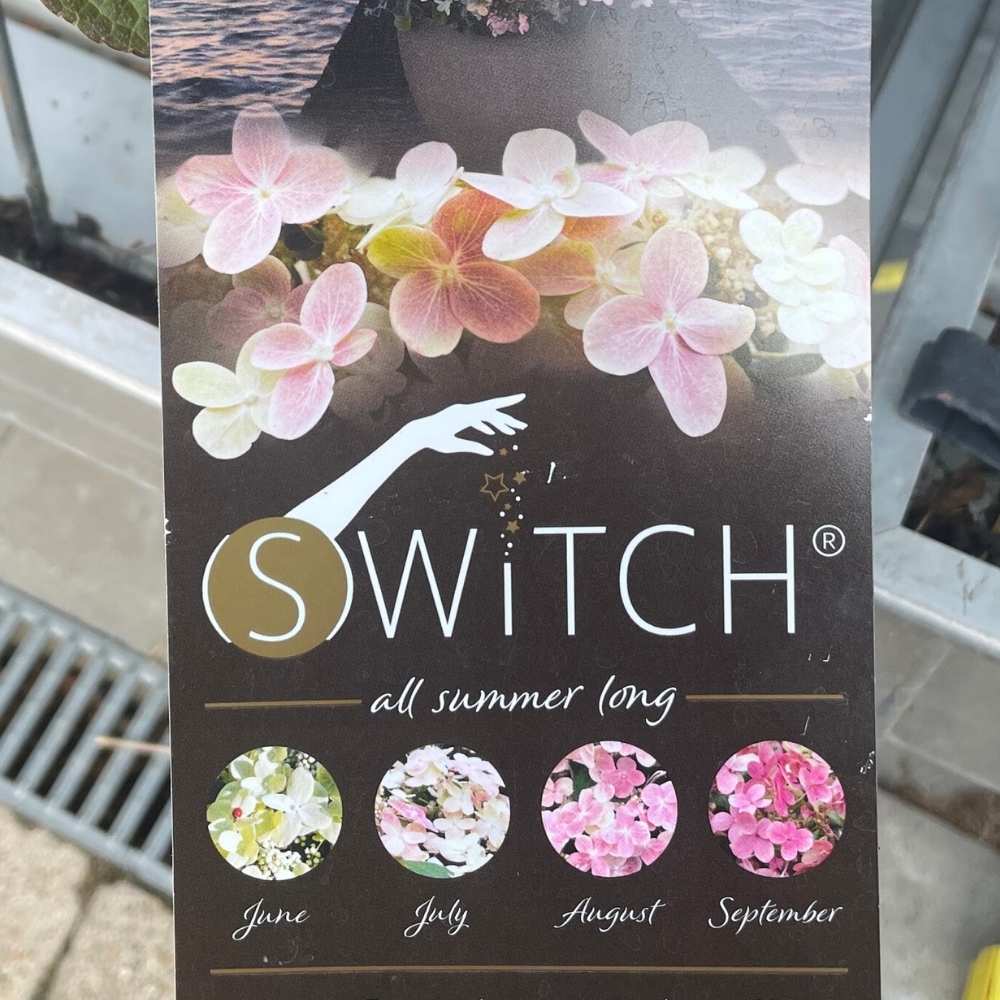 SWiTCH®
all summer long
June July August September